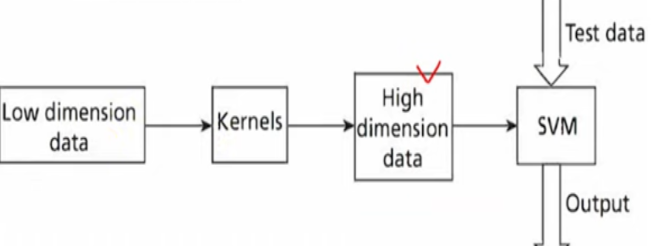 Test data
Low dimension
data
Kernels
High
dimension
data
SVM
Output